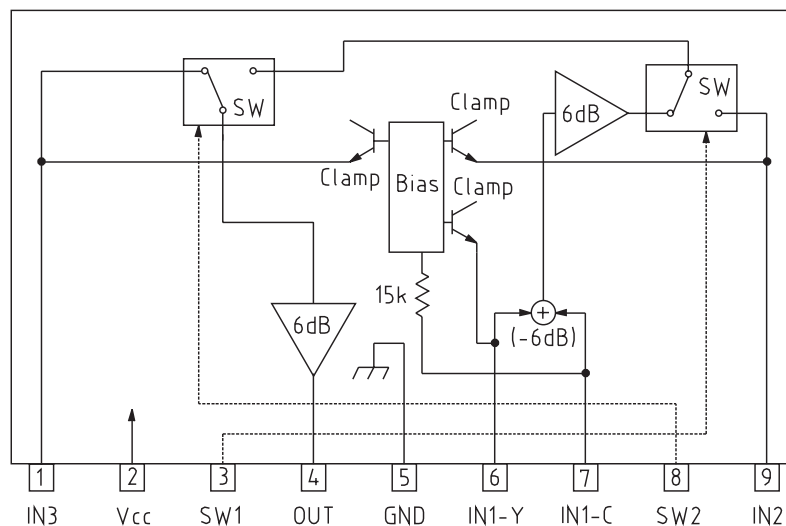 SW
SW
6dB
Clamp
Clamp
Bias
Clamp
15k
6dB
+
(-6dB)
1 2 3 4 5 6 7 8 9
IN3 Vcc SW1 OUT GND IN1-Y IN1-C SW2 IN2